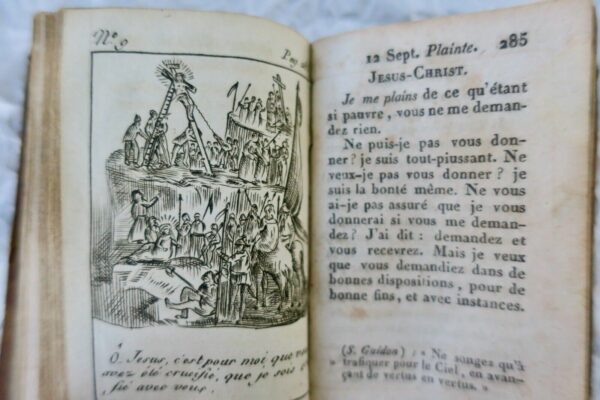 N.º 9
Pag
Ô Jesus, c'est pour moi que vous
avez été crucifié, que je sois
fié avec vous.
12 Sept. Plainte. 285
JESUS-CHRIST.
Je me plains de ce qu'étant
si pauvre, vous ne me deman-
dez rien.
Ne puis-je pas vous don-
ner? je suis tout-piussant. Ne
veux-je pas vous donner? je
suis la bonté même. Ne vous
ai-je pas assuré que je vous
donnerai si vous me deman-
dez? J'ai dit : demandez et
vous recevrez. Mais je veux
que vous demandiez dans de
bonnes dispositions, pour de
bonne fins, et avec instances.
(S. Guidon) : « Ne songez qu'à
" trafiquer pour le Ciel, en avan-
çant de vertus en vertus. »